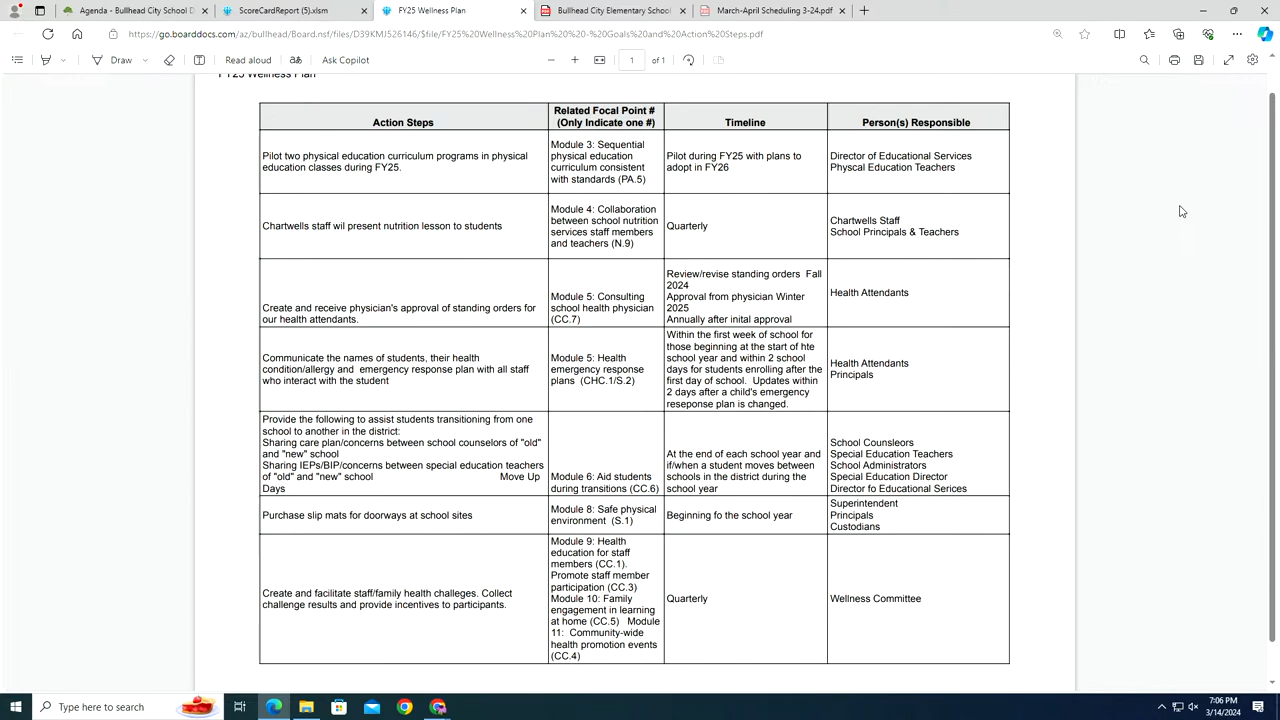 Agenda - Bullhead City School D
ScoreCardReport (5).xlsm
FY25 Wellness Plan
Bullhead City Elementary School
March-April Scheduling 3-24.pdf
https://go.boarddocs.com/az/bullhead/Board.nsf/files/D39KMJ526146/$file/FY25%20Wellness%20Plan%20-%20Goals%20and%20Action%20Steps.pdf
Draw
Read aloud
Ask Copilot
1 of 1
FY25 Wellness Plan
Action Steps
Related Focal Point #
(Only Indicate one #)
Timeline
Person(s) Responsible
Pilot two physical education curriculum programs in physical
education classes during FY25.
Module 3: Sequential
physical education
curriculum consistent
with standards (PA.5)
Pilot during FY25 with plans to
adopt in FY26
Director of Educational Services
Physcal Education Teachers
Chartwells staff wil present nutrition lesson to students
Module 4: Collaboration
between school nutrition
services staff members
and teachers (N.9)
Quarterly
Chartwells Staff
School Principals & Teachers
Create and receive physician's approval of standing orders for
our health attendants.
Module 5: Consulting
school health physician
(CC.7)
Review/revise standing orders Fall
2024
Approval from physician Winter
2025
Annually after inital approval
Health Attendants
Communicate the names of students, their health
condition/allergy and emergency response plan with all staff
who interact with the student
Module 5: Health
emergency response
plans (CHC.1/S.2)
Within the first week of school for
those beginning at the start of hte
school year and within 2 school
days for students enrolling after the
first day of school. Updates within
2 days after a child's emergency
reseponse plan is changed.
Health Attendants
Principals
Provide the following to assist students transitioning from one
school to another in the district:
Sharing care plan/concerns between school counselors of "old"
and "new" school
Sharing IEPs/BIP/concerns between special education teachers
of "old" and "new" school Move Up
Days
Module 6: Aid students
during transitions (CC.6)
At the end of each school year and
if/when a student moves between
schools in the district during the
school year
School Counsleors
Special Education Teachers
School Administrators
Special Education Director
Director fo Educational Serices
Purchase slip mats for doorways at school sites
Module 8: Safe physical
environment (S.1)
Beginning fo the school year
Superintendent
Principals
Custodians
Create and facilitate staff/family health challeges. Collect
challenge results and provide incentives to participants.
Module 9: Health
education for staff
members (CC.1).
Promote staff member
participation (CC.3)
Module 10: Family
engagement in learning
at home (CC.5) Module
11: Community-wide
health promotion events
(CC.4)
Quarterly
Wellness Committee
Type here to search
7:06 PM
3/14/2024